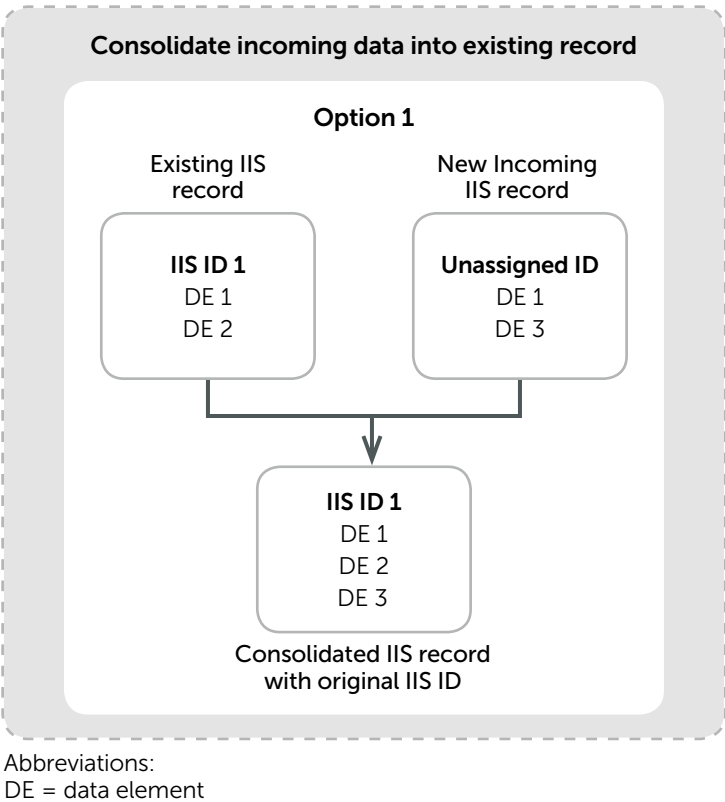 Consolidate incoming data into existing record
Option 1
Existing IIS
record
New Incoming
IIS record
IIS ID 1
DE 1
DE 2
Unassigned ID
DE 1
DE 3
IIS ID 1
DE 1
DE 2
DE 3
Consolidated IIS record
with original IIS ID
Abbreviations:
DE = data element